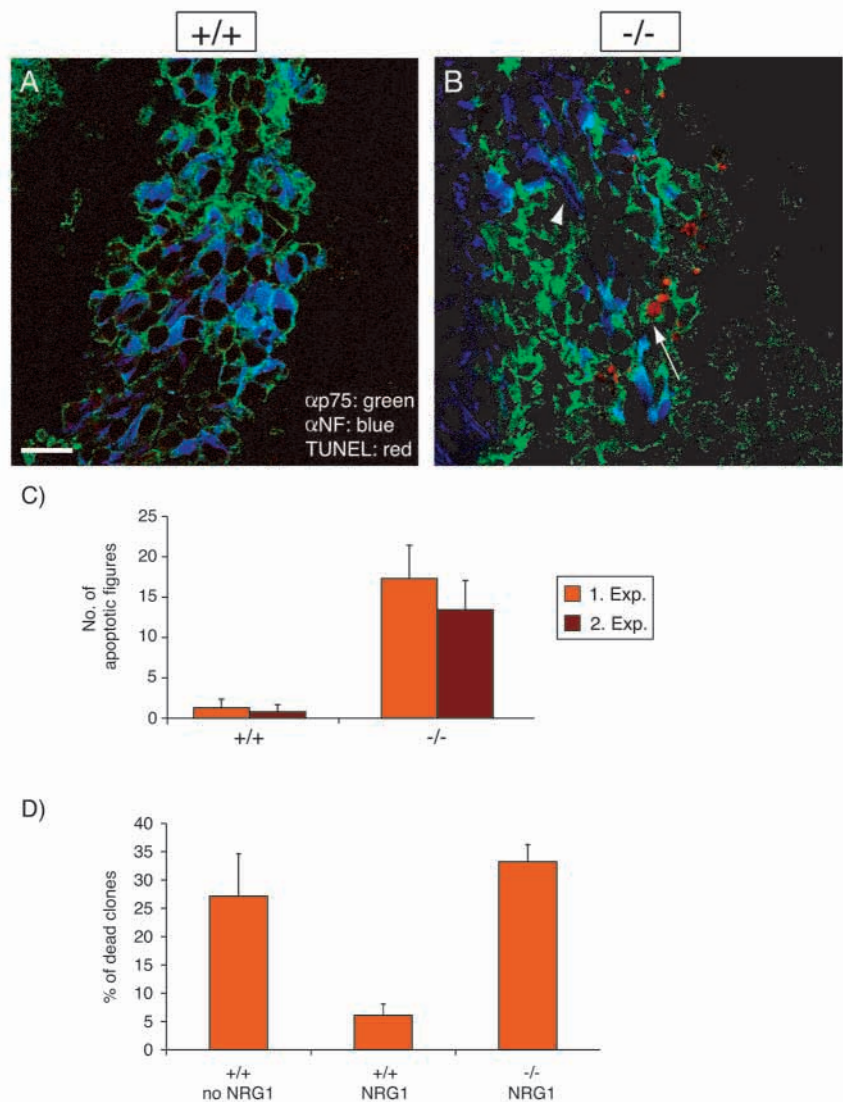 +/+
-/-
A
B
αp75: green
αNF: blue
TUNEL: red
C)
25
20
15
10
5
0
No. of
apoptotic figures
+/+
-/-
1. Exp.
2. Exp.
D)
40
35
30
25
20
15
10
5
0
% of dead clones
+/+
no NRG1
+/+
NRG1
-/-
NRG1